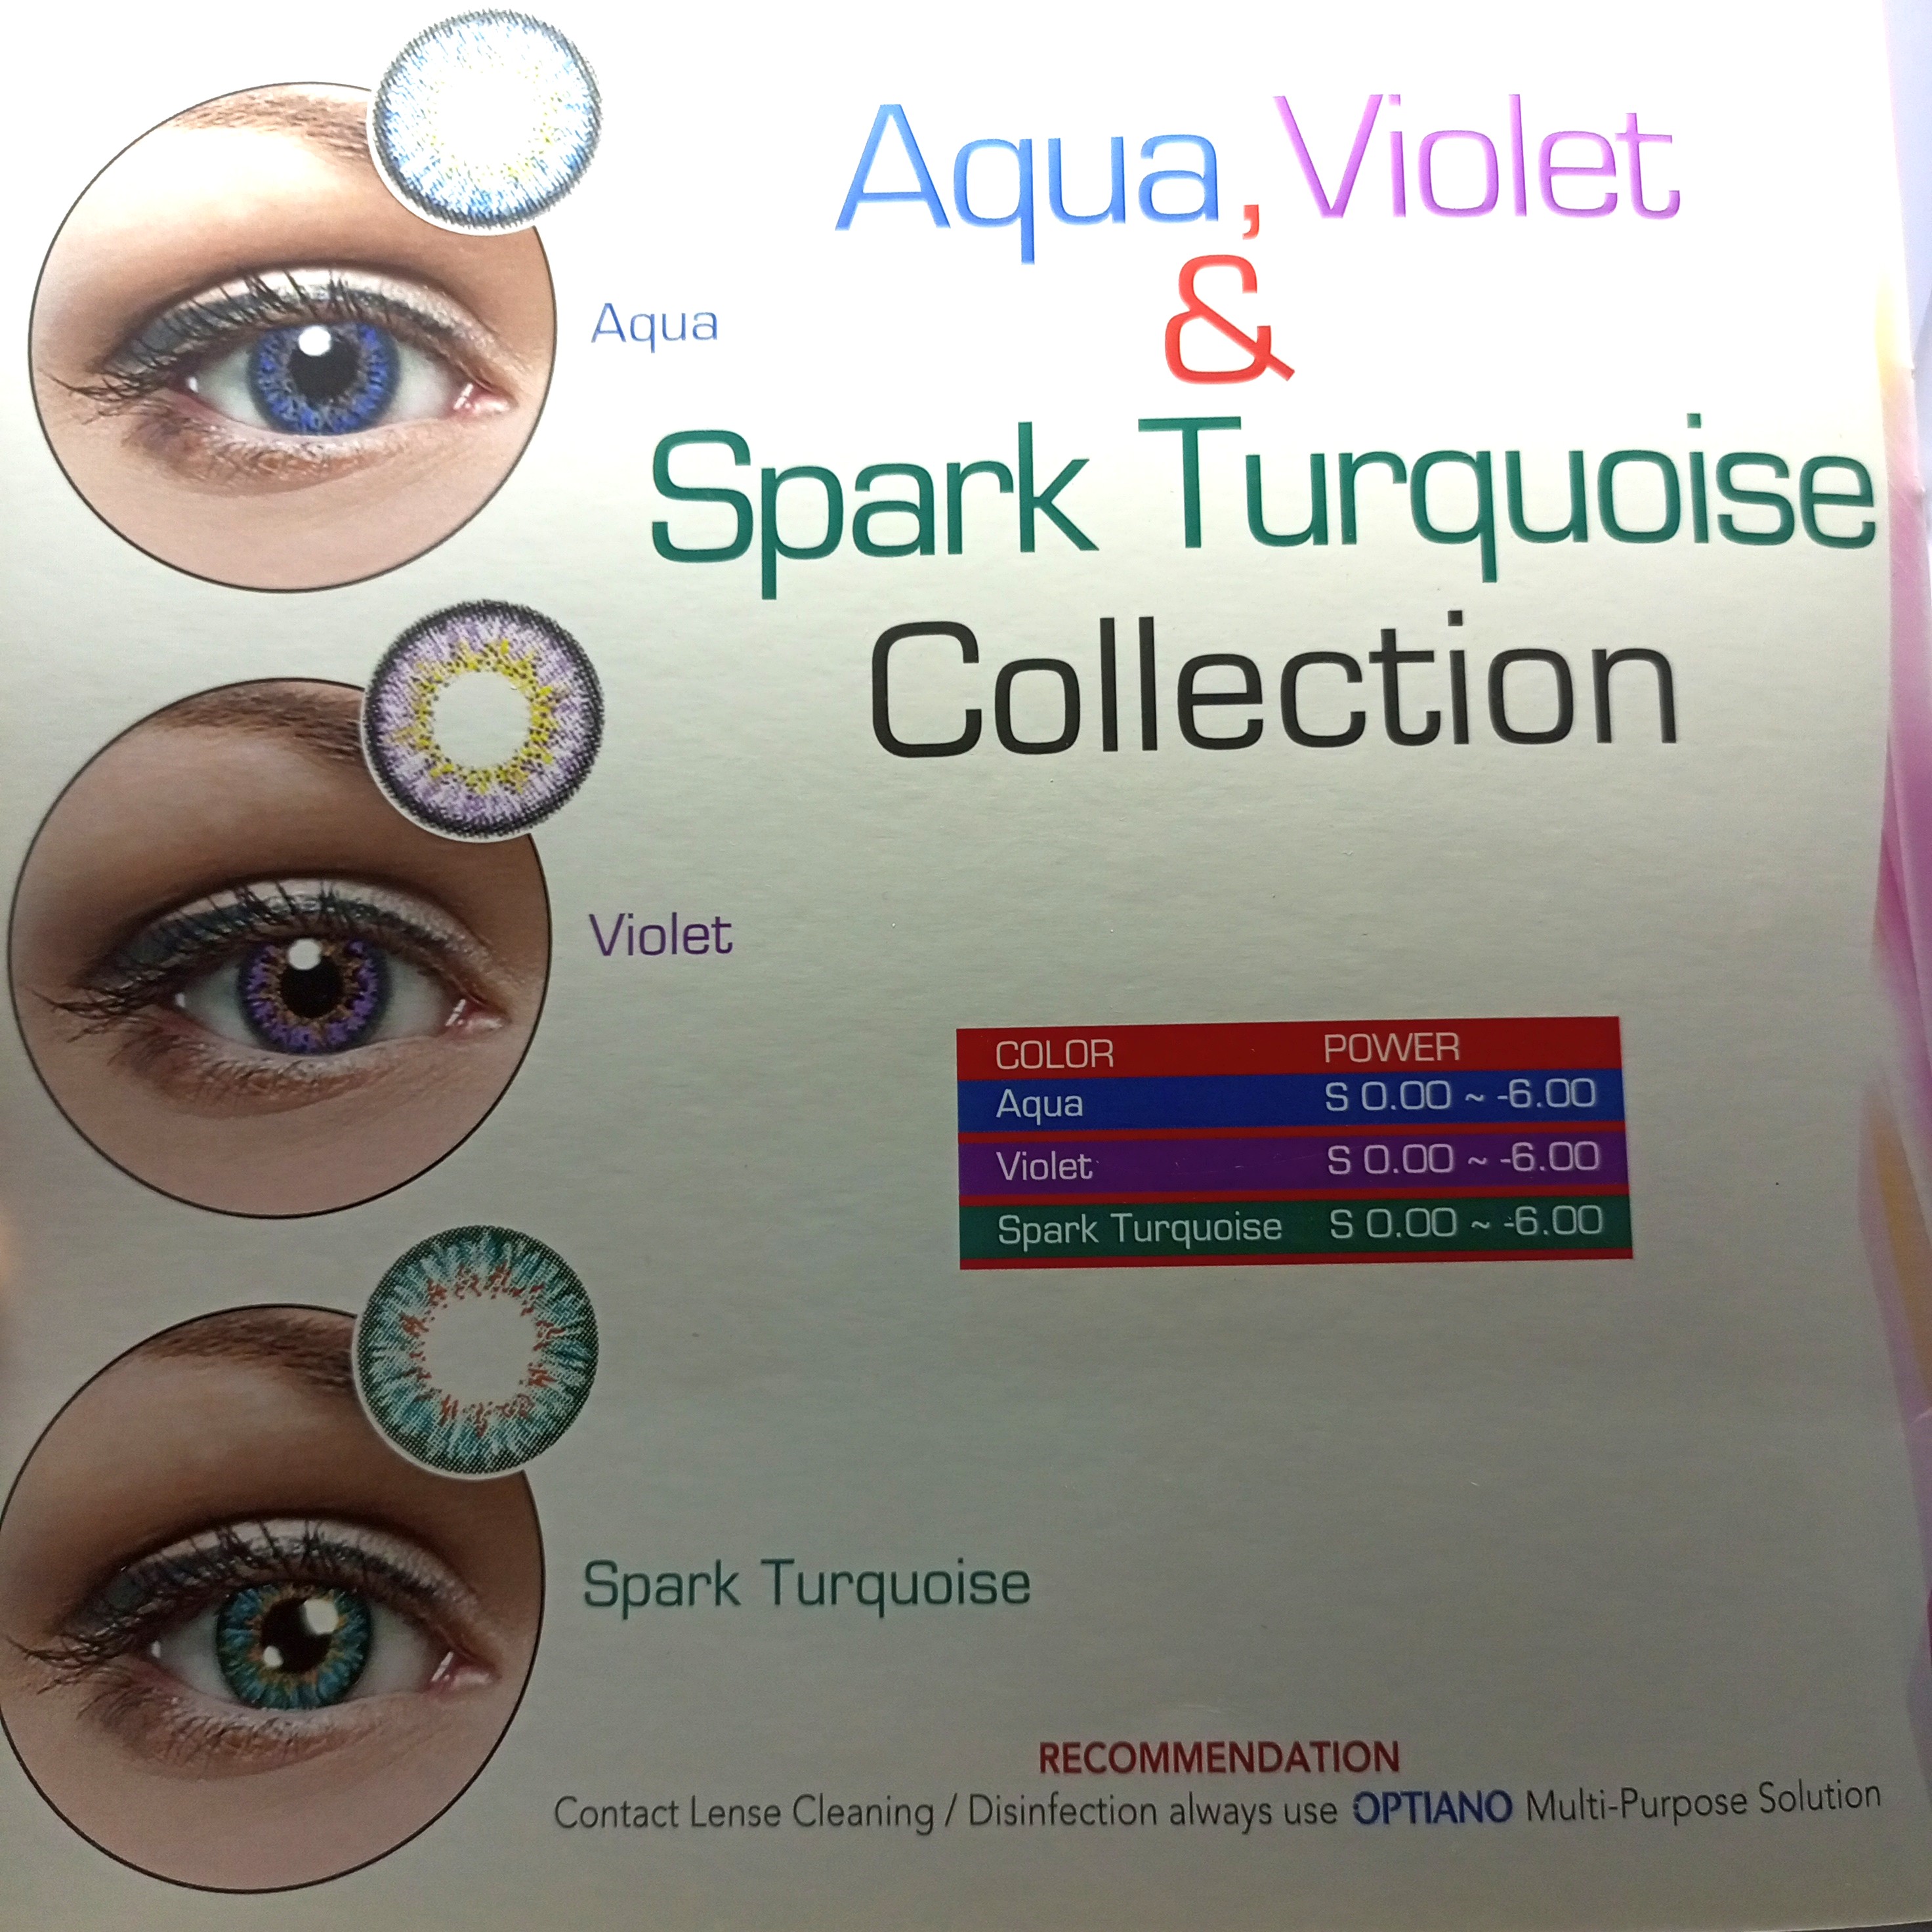 Aqua, Violet
&
Spark Turquoise
Collection
Aqua
Violet
COLOR POWER
Aqua S 0.00 ~ -6.00
Violet S 0.00 ~ -6.00
Spark Turquoise S 0.00 ~ -6.00
Spark Turquoise
RECOMMENDATION
Contact Lense Cleaning / Disinfection always use OPTIANO Multi-Purpose Solution